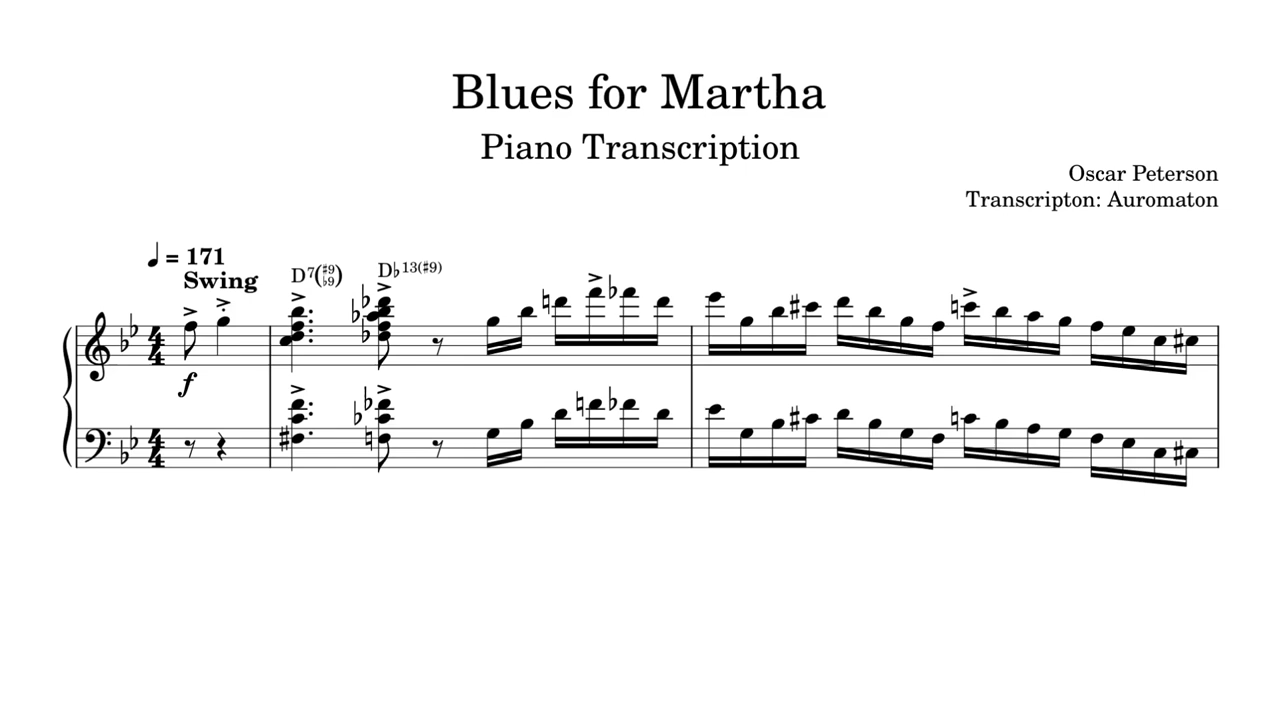 Blues for Martha
Piano Transcription
Oscar Peterson
Transcripton: Auromaton
♩ = 171
Swing
D7(♯9♭9) D♭13(♯9)
f